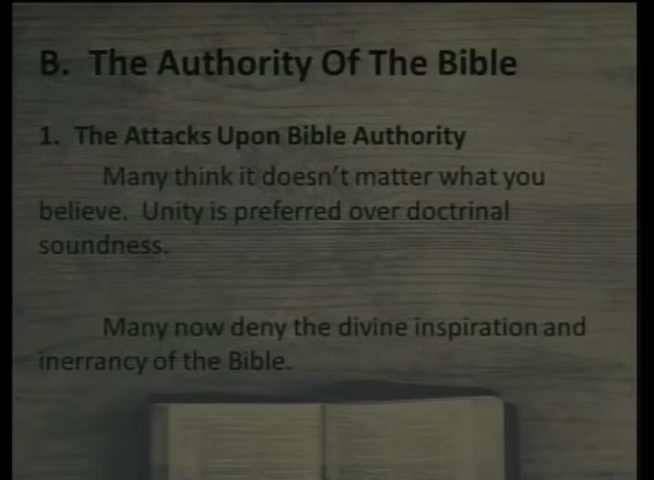 B. The Authority Of The Bible
1. The Attacks Upon Bible Authority
Many think it doesn't matter what you
believe. Unity is preferred over doctrinal
soundness.
Many now deny the divine inspiration and
inerrancy of the Bible.